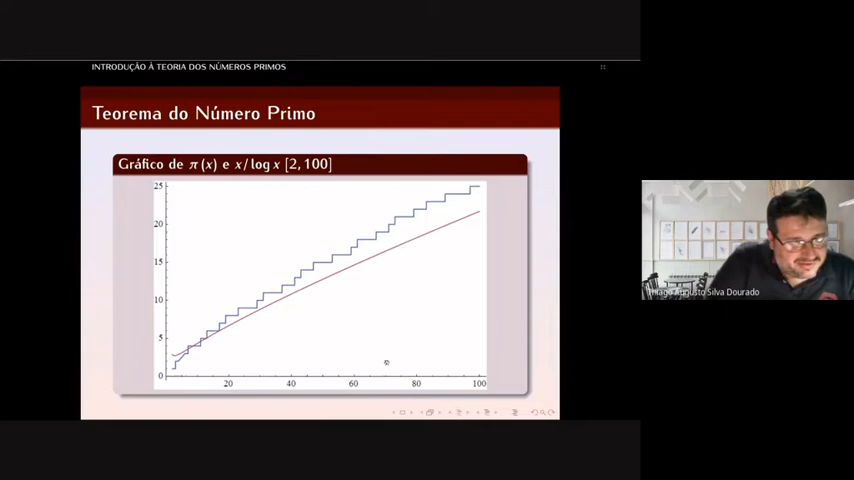 INTRODUÇÃO À TEORIA DOS NÚMEROS PRIMOS
Teorema do Número Primo
Gráfico de π(x) e x/log x [2, 100]
25
20
15
10
5
0
20
40
60
80
100
Thiago Augusto Silva Dourado